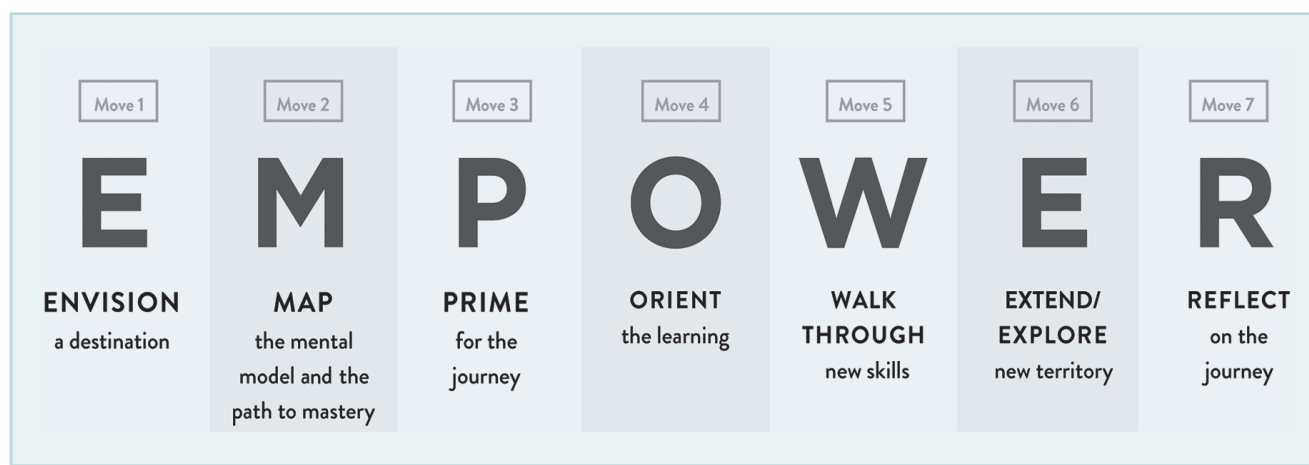 Move 1
E
ENVISION
a destination
Move 2
M
MAP
the mental
model and the
path to mastery
Move 3
P
PRIME
for the
journey
Move 4
O
ORIENT
the learning
Move 5
W
WALK
THROUGH
new skills
Move 6
E
EXTEND/
EXPLORE
new territory
Move 7
R
REFLECT
on the
journey